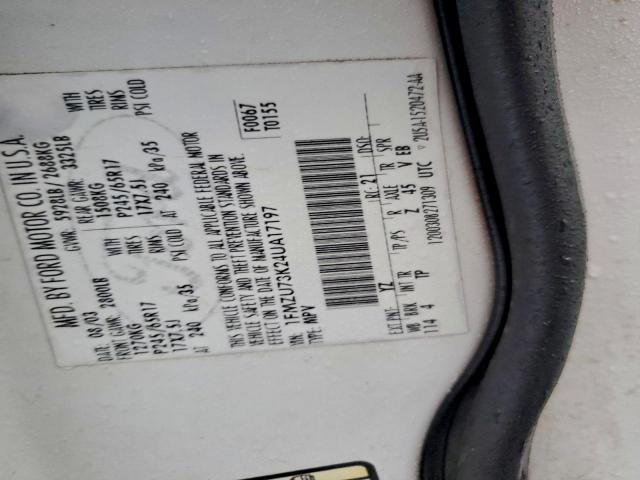 MFD. BY FORD MOTOR CO. IN U.S.A.
DATE: 08/03 GVWR: 5928LB/ 2688KG
FRONT GAWR: 2800LB REAR GAWR: 3325LB
1270KG WITH 1508KG WITH
P245/65R17 TIRES P245/65R17 TIRES
17X7.5J RIMS 17X7.5J RIMS
AT 240 kPa/35 PSI COLD AT 240 kPa/35 PSI COLD
THIS VEHICLE CONFORMS TO ALL APPLICABLE FEDERAL MOTOR
VEHICLE SAFETY AND THEFT PREVENTION STANDARDS IN
EFFECT ON THE DATE OF MANUFACTURE SHOWN ABOVE.
VIN: 1FMZU73K24UA17197 F0067
TYPE: MPV T0155
EXT PNT: YZ RC: 21 DSO:
WB BRK INT TR TP/PS R AXLE TR SPR
114 4 TP Z 45 V EB
12003082T1309 UTC